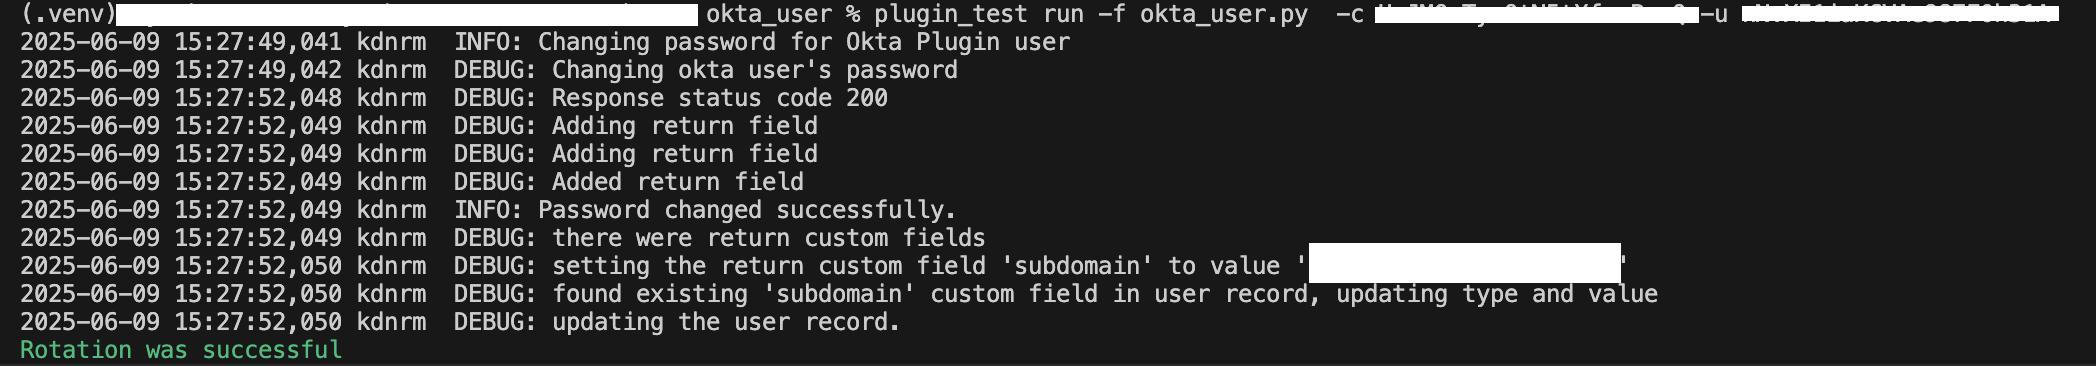 (.venv) okta_user % plugin_test run -f okta_user.py -c -u
2025-06-09 15:27:49,041 kdnrm INFO: Changing password for Okta Plugin user
2025-06-09 15:27:49,042 kdnrm DEBUG: Changing okta user's password
2025-06-09 15:27:52,048 kdnrm DEBUG: Response status code 200
2025-06-09 15:27:52,049 kdnrm DEBUG: Adding return field
2025-06-09 15:27:52,049 kdnrm DEBUG: Adding return field
2025-06-09 15:27:52,049 kdnrm DEBUG: Added return field
2025-06-09 15:27:52,049 kdnrm INFO: Password changed successfully.
2025-06-09 15:27:52,049 kdnrm DEBUG: there were return custom fields
2025-06-09 15:27:52,050 kdnrm DEBUG: setting the return custom field 'subdomain' to value ' '
2025-06-09 15:27:52,050 kdnrm DEBUG: found existing 'subdomain' custom field in user record, updating type and value
2025-06-09 15:27:52,050 kdnrm DEBUG: updating the user record.
Rotation was successful